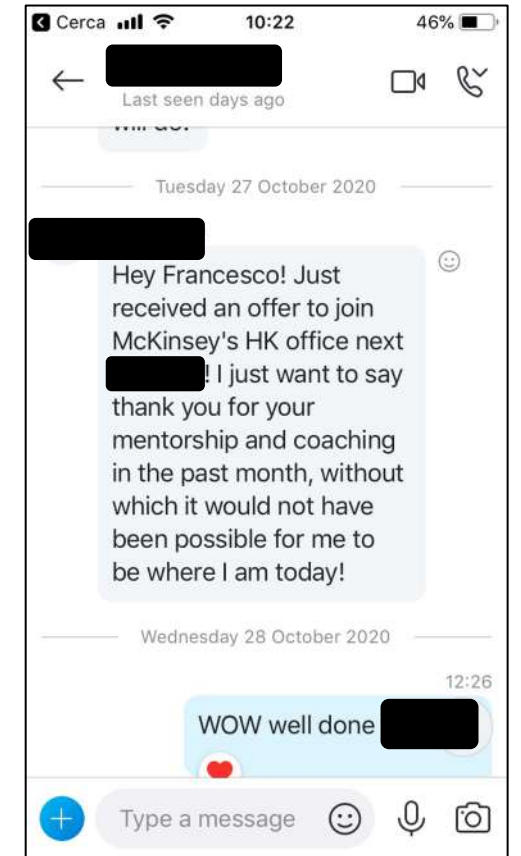 Cerca 10:22 46%
Last seen days ago
Tuesday 27 October 2020
Hey Francesco! Just
received an offer to join
McKinsey's HK office next
! I just want to say
thank you for your
mentorship and coaching
in the past month, without
which it would not have
been possible for me to
be where I am today!
Wednesday 28 October 2020
12:26
WOW well done
Type a message